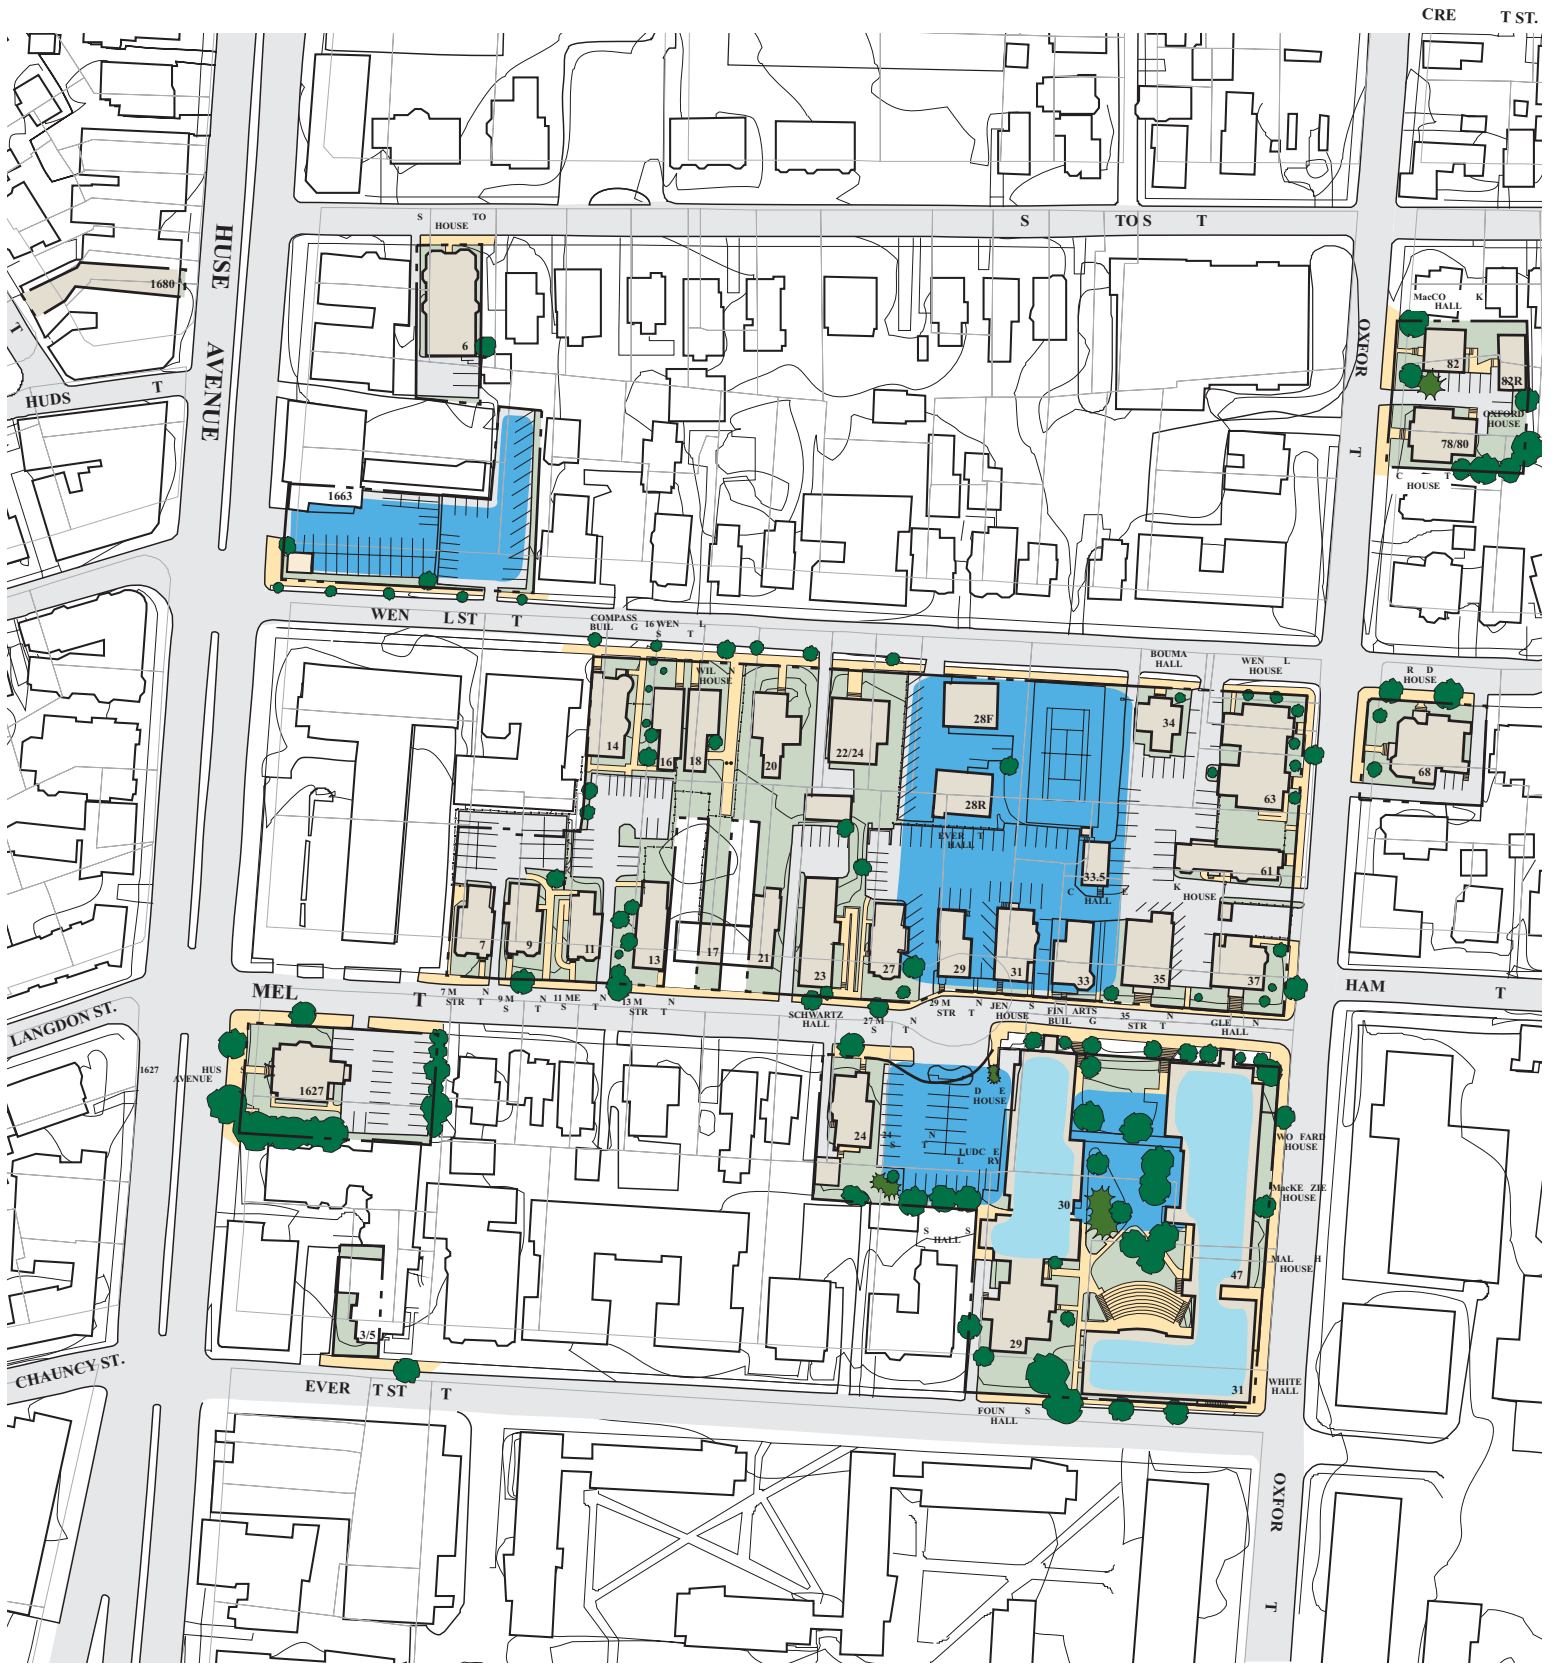 CRE T ST.
S TO
HOUSE
S TO S T
HUSE
AVENUE
1680
T
HUDS T
6
OXFOR T
MacCO K
HALL
82
82R
OXFORD
HOUSE
78/80
C T
HOUSE
1663
WEN L ST T
COMPASS
BUIL G
16 WEN L
S T
WIL N
HOUSE
BOUMA
HALL
WEN L
HOUSE
R D
HOUSE
14
16
18
20
22/24
28F
34
63
68
28R
EVER T
HALL
33.5
C E
HALL
61
K
HOUSE
7
9
11
13
17
21
23
27
29
31
33
35
37
MEL T
HAM T
7 M N
STR T
9 M N
S T
11 ME N
S T
13 M N
STR T
SCHWARTZ
HALL
27 M N
S T
29 M N
STR T
JEN S
HOUSE
FIN ARTS
BUIL G
35 N
STR T
GLE N
HALL
LANGDON ST.
1627 HUS S
AVENUE
1627
24
24 N
S T
D E
HOUSE
LUDC E
L RY
WO FARD
HOUSE
MacKE ZIE
HOUSE
30
S S
HALL
MAL H
HOUSE
47
3/5
29
31
WHITE
HALL
CHAUNCY ST.
EVER T ST T
FOUN S
HALL
OXFOR T